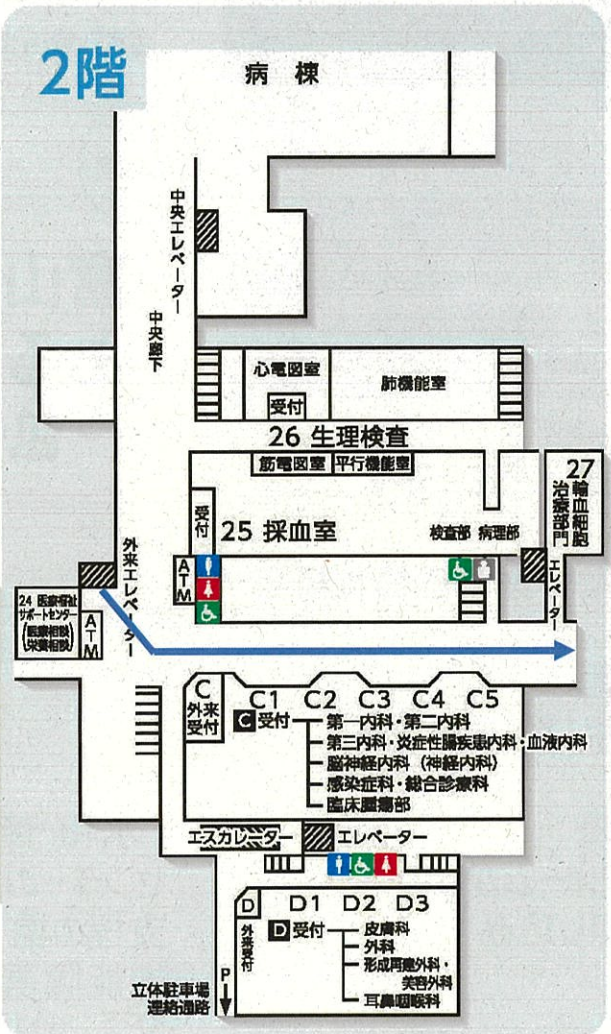 2階
病棟
中央エレベーター
中央廊下
心電図室
受付
肺機能室
26 生理検査
筋電図室
平行機能室
27
輸血細胞
治療部門
受付
25 採血室
検査部
病理部
外来エレベーター
ATM
エレベーター
24 医療福祉
サポートセンター
(医療相談)
(栄養相談)
ATM
C
外来
受付
C1 C2 C3 C4 C5
C 受付
第一内科・第二内科
第三内科・炎症性腸疾患内科・血液内科
脳神経内科(神経内科)
感染症科・総合診療科
臨床腫瘍部
エスカレーター
エレベーター
D
外来受付
D1 D2 D3
D 受付
皮膚科
外科
形成再建外科・
美容外科
耳鼻咽喉科
P
立体駐車場
連絡通路